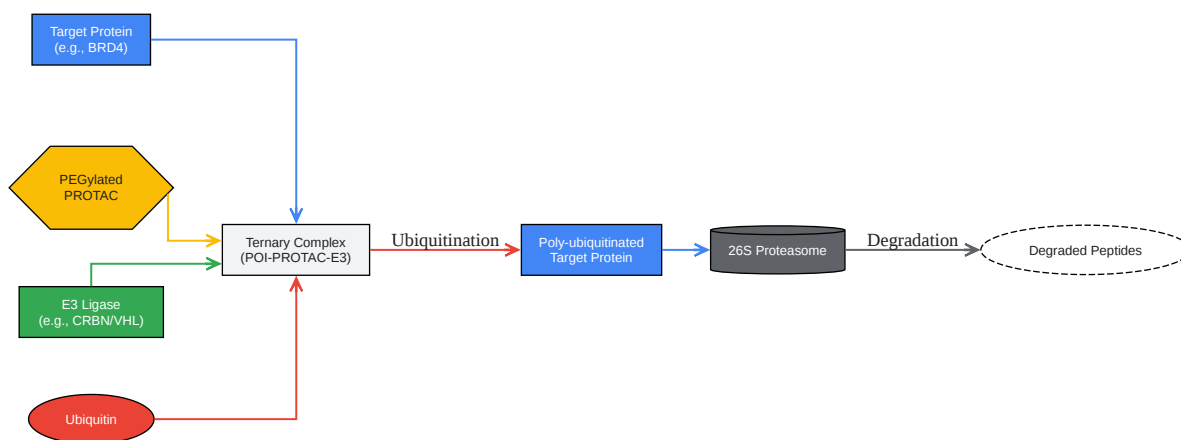 Target Protein
(e.g., BRD4)
PEGylated
PROTAC
E3 Ligase
(e.g., CRBN/VHL)
Ubiquitin
Ternary Complex
(POI-PROTAC-E3)
Ubiquitination
Poly-ubiquitinated
Target Protein
26S Proteasome
Degradation
Degraded Peptides